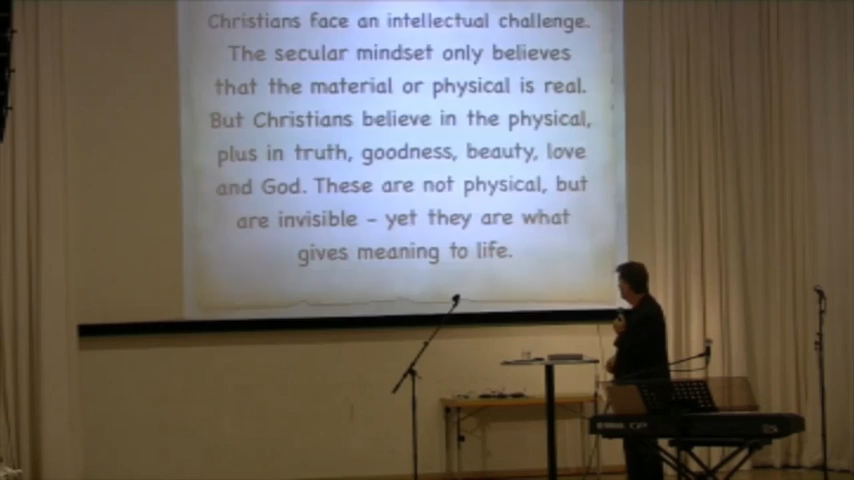 Christians face an intellectual challenge.
The secular mindset only believes
that the material or physical is real.
But Christians believe in the physical,
plus in truth, goodness, beauty, love
and God. These are not physical, but
are invisible – yet they are what
gives meaning to life.